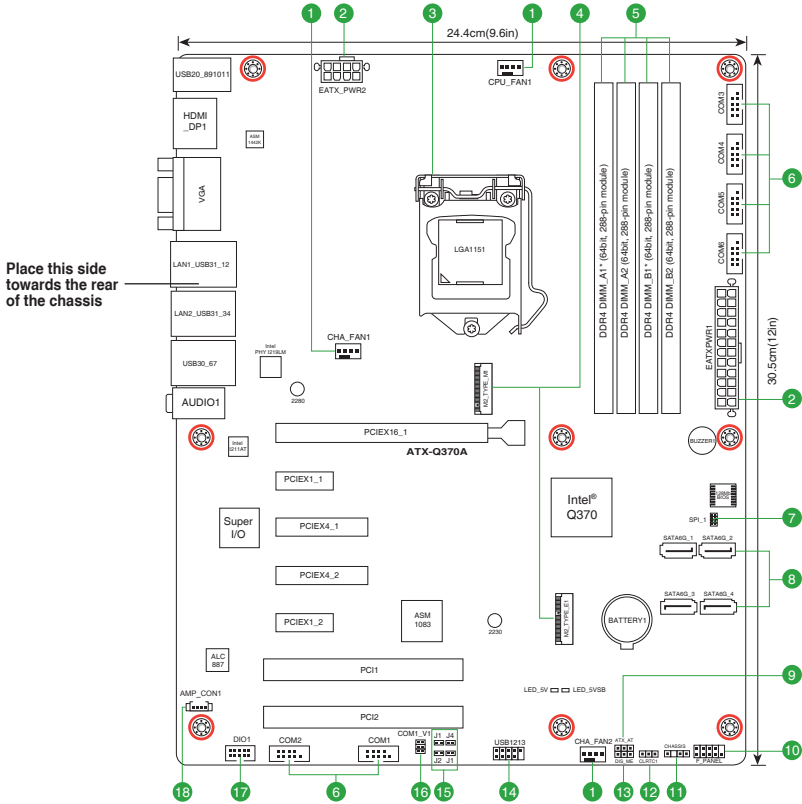 1
2
3
1
4
5
24.4cm(9.6in)
USB20_891011
EATX_PWR2
CPU_FAN1
COM3
HDMI
_DP1
ASM
1442K
COM4
6
VGA
DDR4 DIMM_A1* (64bit, 288-pin module)
DDR4 DIMM_A2 (64bit, 288-pin module)
DDR4 DIMM_B1* (64bit, 288-pin module)
DDR4 DIMM_B2 (64bit, 288-pin module)
COM5
LGA1151
COM6
Place this side
towards the rear
of the chassis
LAN1_USB31_12
LAN2_USB31_34
EATXPWR1
30.5cm(12in)
CHA_FAN1
1
4
Intel
PHY I219LM
USB30_67
M2_TYPE_M1
2280
2
AUDIO1
PCIEX16_1
BUZZER1
Intel
I211AT
ATX-Q370A
PCIEX1_1
Intel®
Q370
128MB
BIOS
Super
I/O
PCIEX4_1
SPI_1
7
SATA6G_1
SATA6G_2
8
PCIEX4_2
SATA6G_3
SATA6G_4
ASM
1083
M2_TYPE_E1
BATTERY1
PCIEX1_2
2230
ALC
887
PCI1
9
LED_5V
LED_5VSB
AMP_CON1
PCI2
DIO1
COM2
COM1
COM1_V1
J1
J4
J2
J1
USB1213
CHA_FAN2
ATX_AT
DIS_ME
CLRTC1
CHASSIS
F_PANEL
10
18
17
6
16
15
14
1
13
12
11